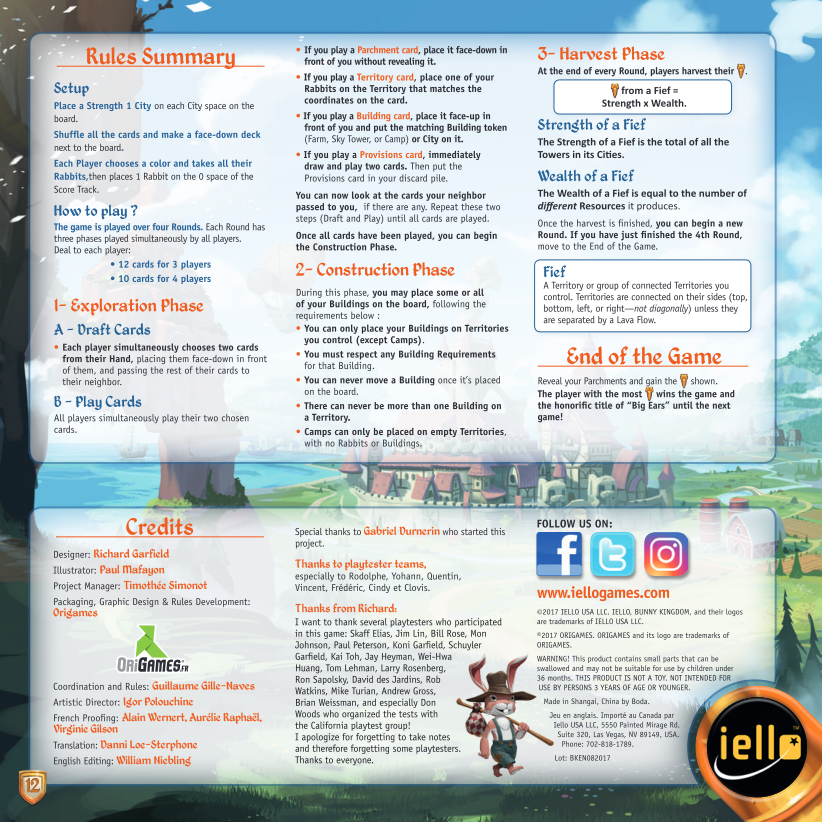 Rules Summary
Setup
Place a Strength 1 City on each City space on the
board.
Shuffle all the cards and make a face-down deck
next to the board.
Each Player chooses a color and takes all their
Rabbits,then places 1 Rabbit on the 0 space of the
Score Track.
How to play ?
The game is played over four Rounds. Each Round has
three phases played simultaneously by all players.
Deal to each player:
• 12 cards for 3 players
• 10 cards for 4 players
1- Exploration Phase
A - Draft Cards
• Each player simultaneously chooses two cards
from their Hand, placing them face-down in front
of them, and passing the rest of their cards to
their neighbor.
B - Play Cards
All players simultaneously play their two chosen
cards.
• If you play a Parchment card, place it face-down in
front of you without revealing it.
• If you play a Territory card, place one of your
Rabbits on the Territory that matches the
coordinates on the card.
• If you play a Building card, place it face-up in
front of you and put the matching Building token
(Farm, Sky Tower, or Camp) or City on it.
• If you play a Provisions card, immediately
draw and play two cards. Then put the
Provisions card in your discard pile.
You can now look at the cards your neighbor
passed to you, if there are any. Repeat these two
steps (Draft and Play) until all cards are played.
Once all cards have been played, you can begin
the Construction Phase.
2- Construction Phase
During this phase, you may place some or all
of your Buildings on the board, following the
requirements below :
• You can only place your Buildings on Territories
you control (except Camps).
• You must respect any Building Requirements
for that Building.
• You can never move a Building once it's placed
on the board.
• There can never be more than one Building on
a Territory.
• Camps can only be placed on empty Territories,
with no Rabbits or Buildings.
3- Harvest Phase
At the end of every Round, players harvest their .
from a Fief =
Strength x Wealth.
Strength of a Fief
The Strength of a Fief is the total of all the
Towers in its Cities.
Wealth of a Fief
The Wealth of a Fief is equal to the number of
different Resources it produces.
Once the harvest is finished, you can begin a new
Round. If you have just finished the 4th Round,
move to the End of the Game.
Fief
A Territory or group of connected Territories you
control. Territories are connected on their sides (top,
bottom, left, or right—not diagonally) unless they
are separated by a Lava Flow.
End of the Game
Reveal your Parchments and gain the shown.
The player with the most wins the game and
the honorific title of "Big Ears" until the next
game!
Credits
Designer: Richard Garfield
Illustrator: Paul Mafayon
Project Manager: Timothée Simonot
Packaging, Graphic Design & Rules Development:
Origames
ORIGAMES.FR
Coordination and Rules: Guillaume Gille-Naves
Artistic Director: Igor Polouchine
French Proofing: Alain Wernert, Aurélie Raphaël,
Virginie Gilson
Translation: Danni Loe-Sterphone
English Editing: William Niebling
12
Special thanks to Gabriel Durnerin who started this
project.
Thanks to playtester teams,
especially to Rodolphe, Yohann, Quentin,
Vincent, Frédéric, Cindy et Clovis.
Thanks from Richard:
I want to thank several playtesters who participated
in this game: Skaff Elias, Jim Lin, Bill Rose, Mon
Johnson, Paul Peterson, Koni Garfield, Schuyler
Garfield, Kai Toh, Jay Heyman, Wei-Hwa
Huang, Tom Lehman, Larry Rosenberg,
Ron Sapolsky, David des Jardins, Rob
Watkins, Mike Turian, Andrew Gross,
Brian Weissman, and especially Don
Woods who organized the tests with
the California playtest group!
I apologize for forgetting to take notes
and therefore forgetting some playtesters.
Thanks to everyone.
FOLLOW US ON:
www.iellogames.com
©2017 IELLO USA LLC. IELLO, BUNNY KINGDOM, and their logos
are trademarks of IELLO USA LLC.
©2017 ORIGAMES. ORIGAMES and its logo are trademarks of
ORIGAMES.
WARNING! This product contains small parts that can be
swallowed and may not be suitable for use by children under
36 months. THIS PRODUCT IS NOT A TOY. NOT INTENDED FOR
USE BY PERSONS 3 YEARS OF AGE OR YOUNGER.
Made in Shangai, China by Boda.
Jeu en anglais. Importé au Canada par
Iello USA LLC, 5550 Painted Mirage Rd.
Suite 320, Las Vegas, NV 89149, USA.
Phone: 702-818-1789.
Lot: BKEN082017
iello